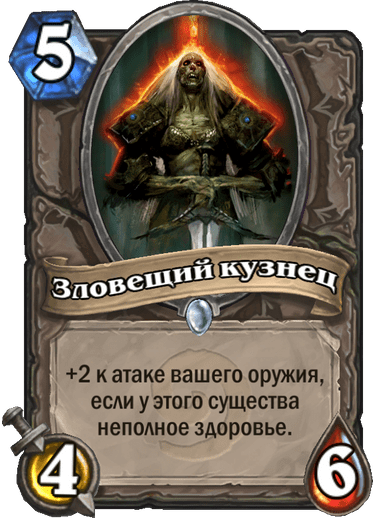 5
Зловещий кузнец
+2 к атаке вашего оружия,
если у этого существа
неполное здоровье.
4
6